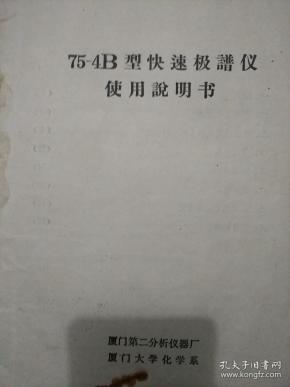 75-4B型快速极譜仪
使用說明书
厦门第二分析仪器厂
厦门大学化学系
孔夫子旧书网